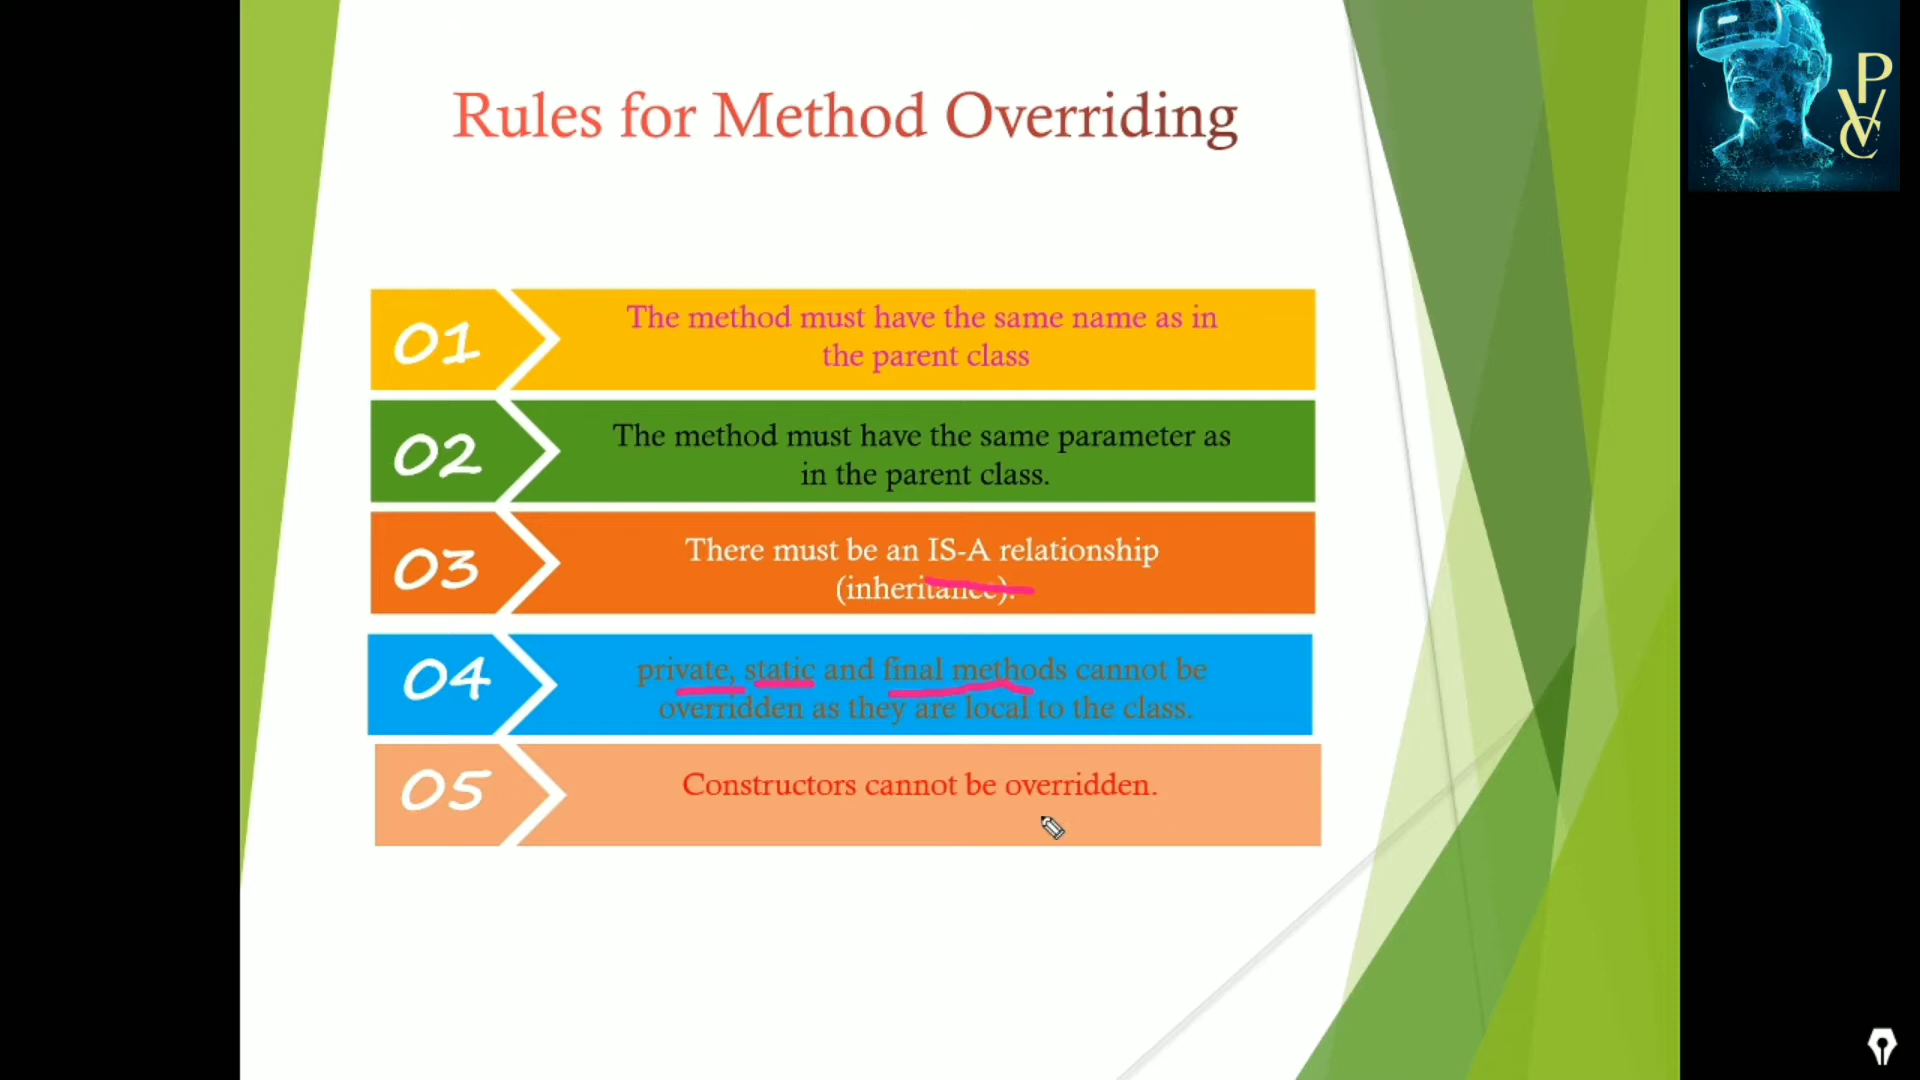 Rules for Method Overriding
01
The method must have the same name as in
the parent class
02
The method must have the same parameter as
in the parent class.
03
There must be an IS-A relationship
(inheritance).
04
private, static and final methods cannot be
overridden as they are local to the class.
05
Constructors cannot be overridden.
PVC